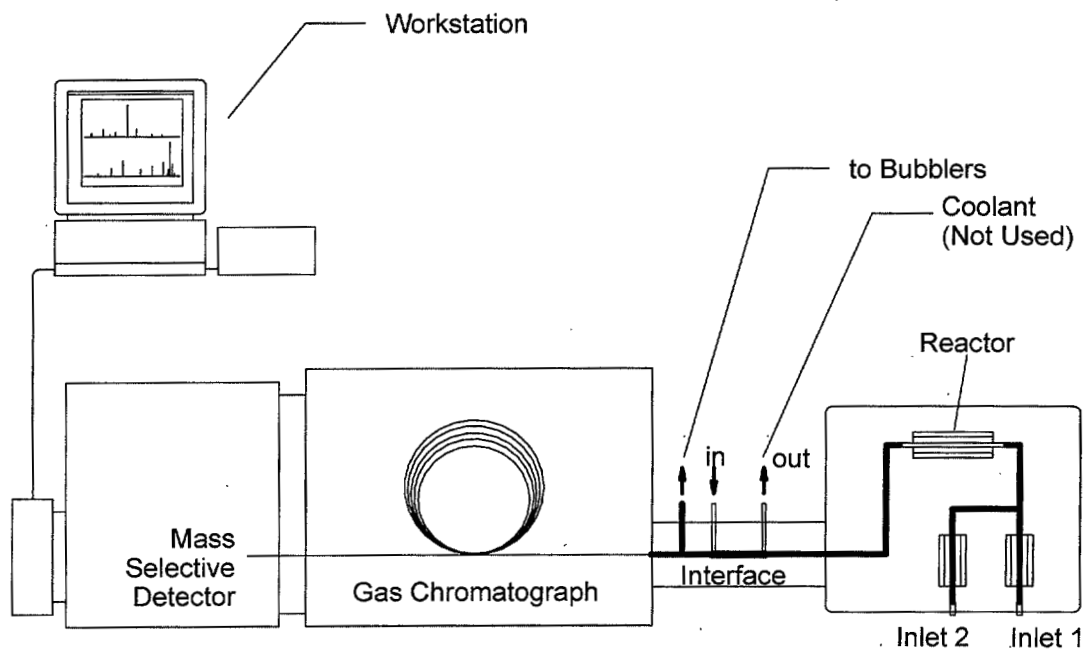 Workstation
to Bubblers
Coolant
(Not Used)
Reactor
in
out
Mass
Selective
Detector
Gas Chromatograph
Interface
Inlet 2
Inlet 1